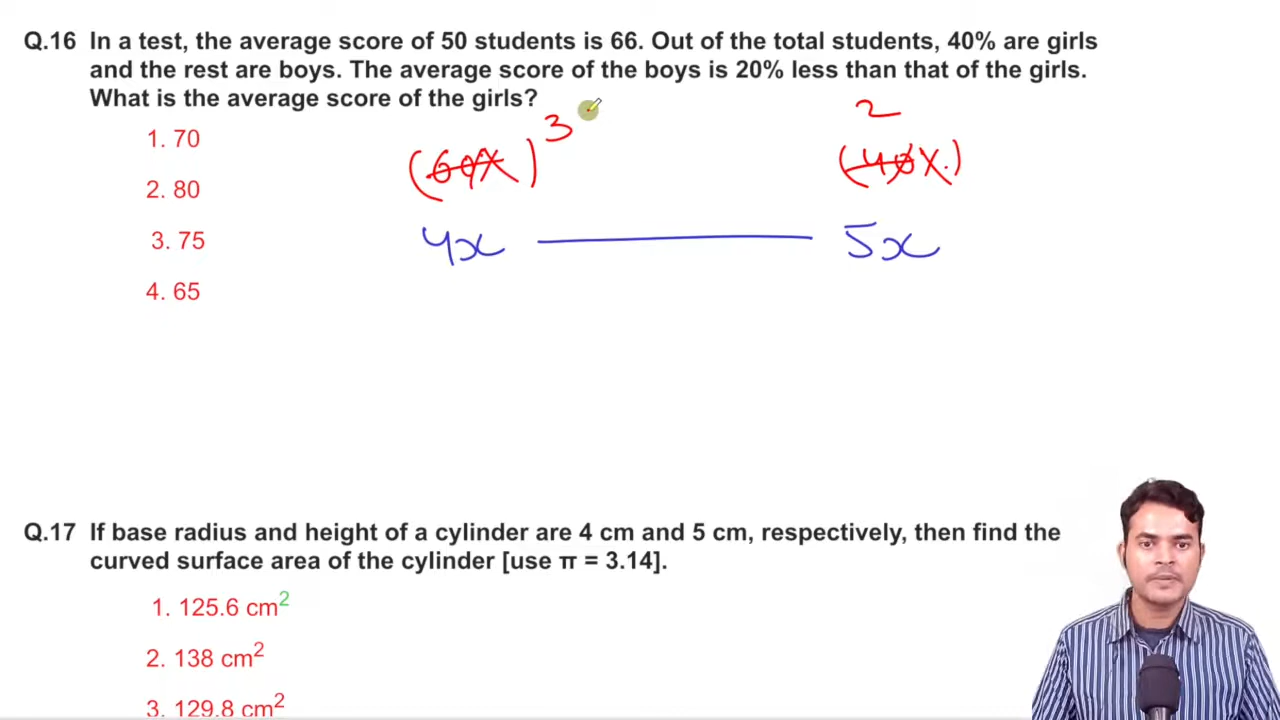 Q.16 In a test, the average score of 50 students is 66. Out of the total students, 40% are girls
and the rest are boys. The average score of the boys is 20% less than that of the girls.
What is the average score of the girls?
1. 70
2. 80
3. 75
4. 65
3 2
(60X) (40X.)
4x 5x
Q.17 If base radius and height of a cylinder are 4 cm and 5 cm, respectively, then find the
curved surface area of the cylinder [use π = 3.14].
1. 125.6 cm²
2. 138 cm²
3. 129.8 cm²